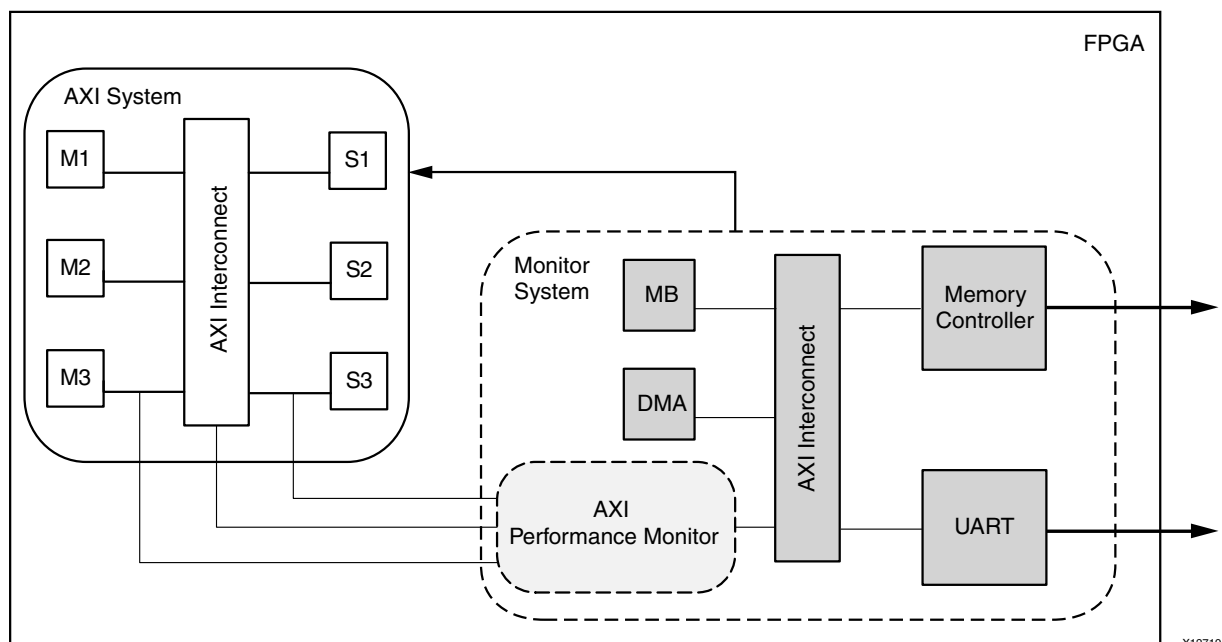 FPGA
AXI System
M1
S1
M2
S2
M3
S3
AXI Interconnect
Monitor
System
MB
DMA
AXI Interconnect
Memory
Controller
UART
AXI
Performance Monitor